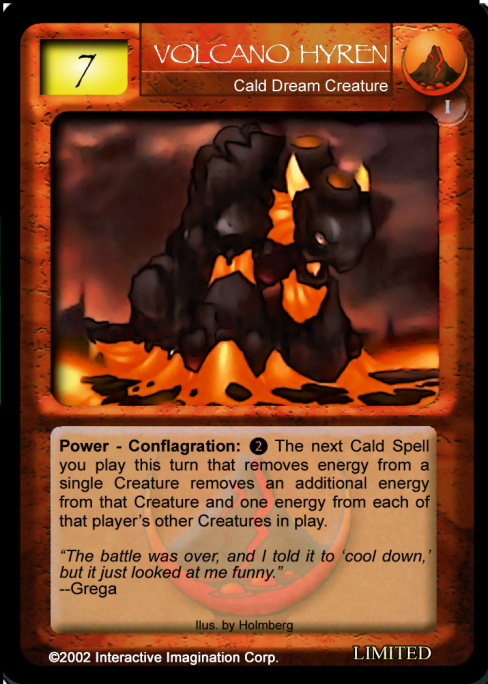 7
VOLCANO HYREN
Cald Dream Creature
I
Power - Conflagration: ❷ The next Cald Spell
you play this turn that removes energy from a
single Creature removes an additional energy
from that Creature and one energy from each of
that player's other Creatures in play.
“The battle was over, and I told it to ‘cool down,’
but it just looked at me funny.”
--Grega
Ilus. by Holmberg
©2002 Interactive Imagination Corp.
LIMITED